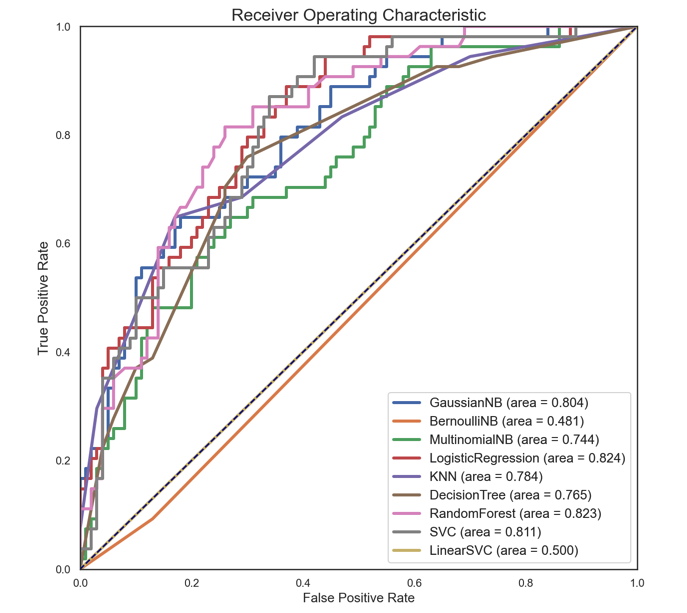 Receiver Operating Characteristic
1.0
0.8
0.6
0.4
0.2
0.0
True Positive Rate
GaussianNB (area = 0.804)
BernoulliNB (area = 0.481)
MultinomialNB (area = 0.744)
LogisticRegression (area = 0.824)
KNN (area = 0.784)
DecisionTree (area = 0.765)
RandomForest (area = 0.823)
SVC (area = 0.811)
LinearSVC (area = 0.500)
0.0 0.2 0.4 0.6 0.8 1.0
False Positive Rate